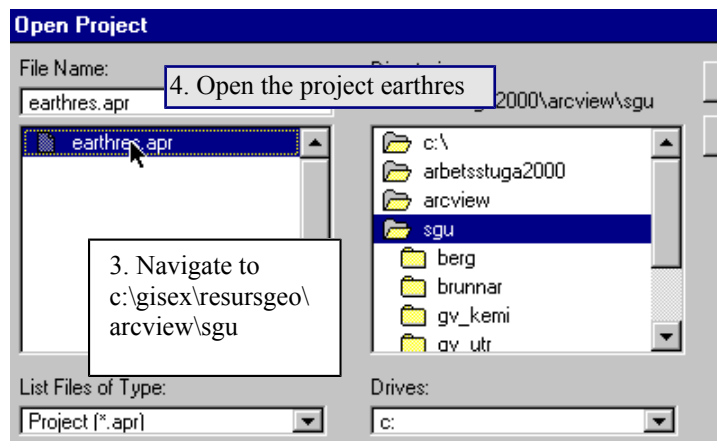 Open Project
File Name:
4. Open the project earthres
earthres.apr
2000\arcview\sgu
earthres.apr
c:\
arbetsstuga2000
arcview
sgu
berg
brunnar
gv_kemi
gv_utr
3. Navigate to
c:\gisex\resursgeo\
arcview\sgu
List Files of Type:
Drives:
Project (*.apr)
c: